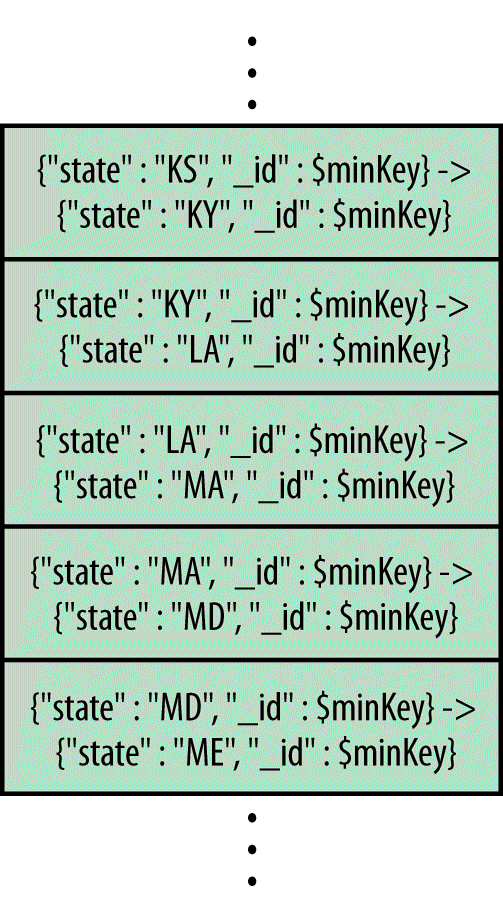 {"state" : "KS", "_id" : $minKey} ->
{"state" : "KY", "_id" : $minKey}
{"state" : "KY", "_id" : $minKey} ->
{"state" : "LA", "_id" : $minKey}
{"state" : "LA", "_id" : $minKey} ->
{"state" : "MA", "_id" : $minKey}
{"state" : "MA", "_id" : $minKey} ->
{"state" : "MD", "_id" : $minKey}
{"state" : "MD", "_id" : $minKey} ->
{"state" : "ME", "_id" : $minKey}